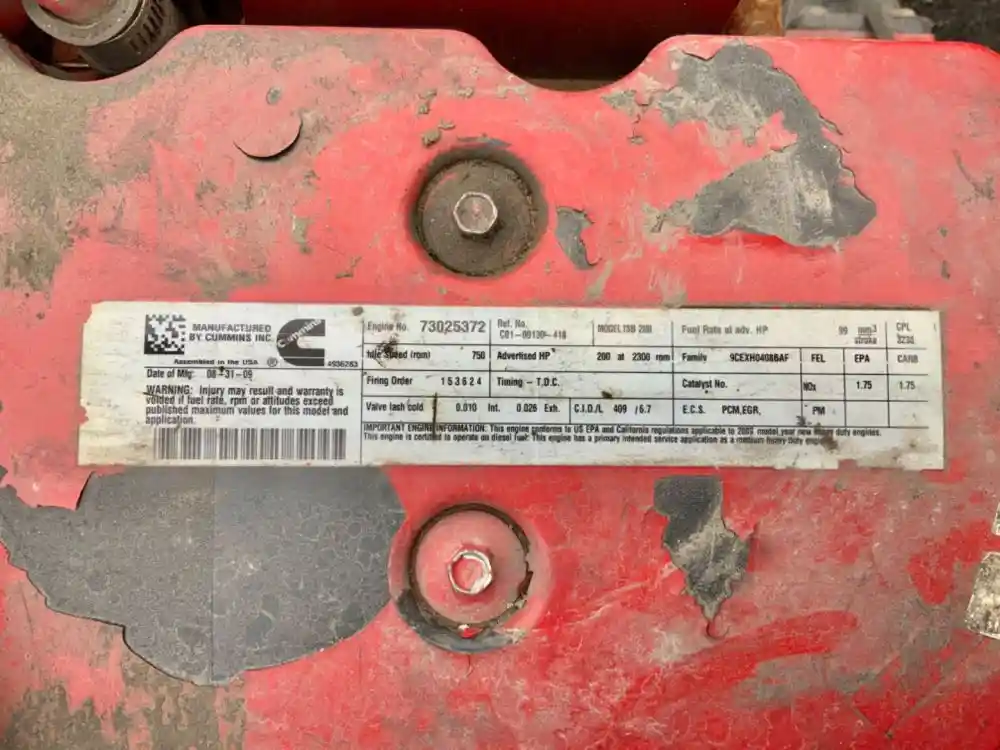 MANUFACTURED
BY CUMMINS INC.
Cummins
Assembled in the USA ® 4936283
Date of Mfg: 08-31-09
WARNING: Injury may result and warranty is
voided if fuel rate, rpm or altitudes exceed
published maximum values for this model and
application.
Engine No. 73025372
Ref. No.
MODEL ISB 200
Fuel Rate at adv. HP 99 mm3
stroke
CPL
Idle Speed (rpm) 750
Advertised HP 200 at 2300 rpm
Family 9CEXH0408BAF FEL EPA CARB
Firing Order 1 5 3 6 2 4
Timing - T.D.C.
Catalyst No. NOx 1.75 1.75
Valve lash cold 0.010 Int. 0.026 Exh. C.I.D./L 409 / 6.7
E.C.S. PCM,EGR, PM
IMPORTANT ENGINE INFORMATION: This engine conforms to US EPA and California regulations applicable to model year new heavy duty engines.
This engine is certified to operate on diesel fuel. This engine has a primary intended service application as a medium heavy duty engine.